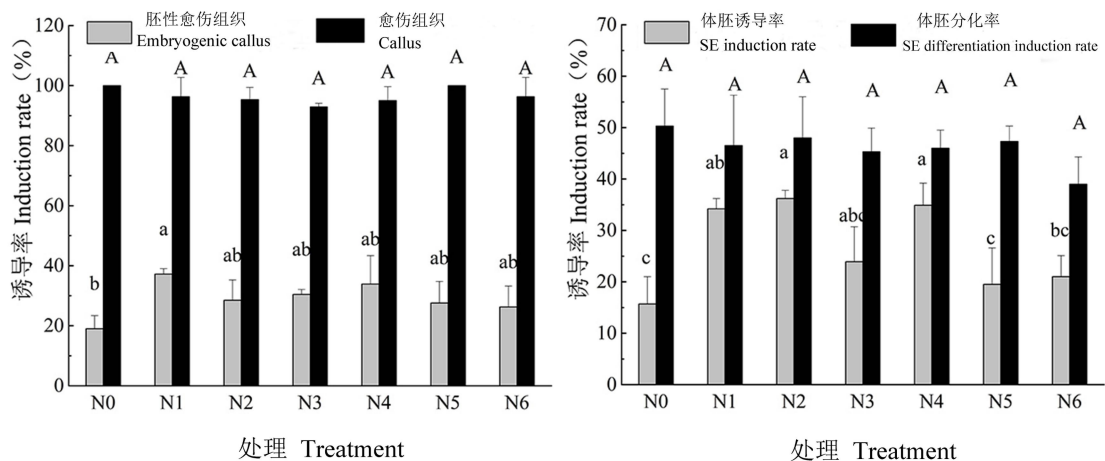 胚性愈伤组织
Embryogenic callus
愈伤组织
Callus
诱导率 Induction rate (%)
120
100
80
60
40
20
0
A
A
A
A
A
A
A
b
a
ab
ab
ab
ab
ab
N0 N1 N2 N3 N4 N5 N6
处理 Treatment
体胚诱导率
SE induction rate
体胚分化率
SE differentiation induction rate
诱导率 Induction rate (%)
70
60
50
40
30
20
10
0
A
A
A
A
A
A
A
c
ab
a
abc
a
c
bc
N0 N1 N2 N3 N4 N5 N6
处理 Treatment